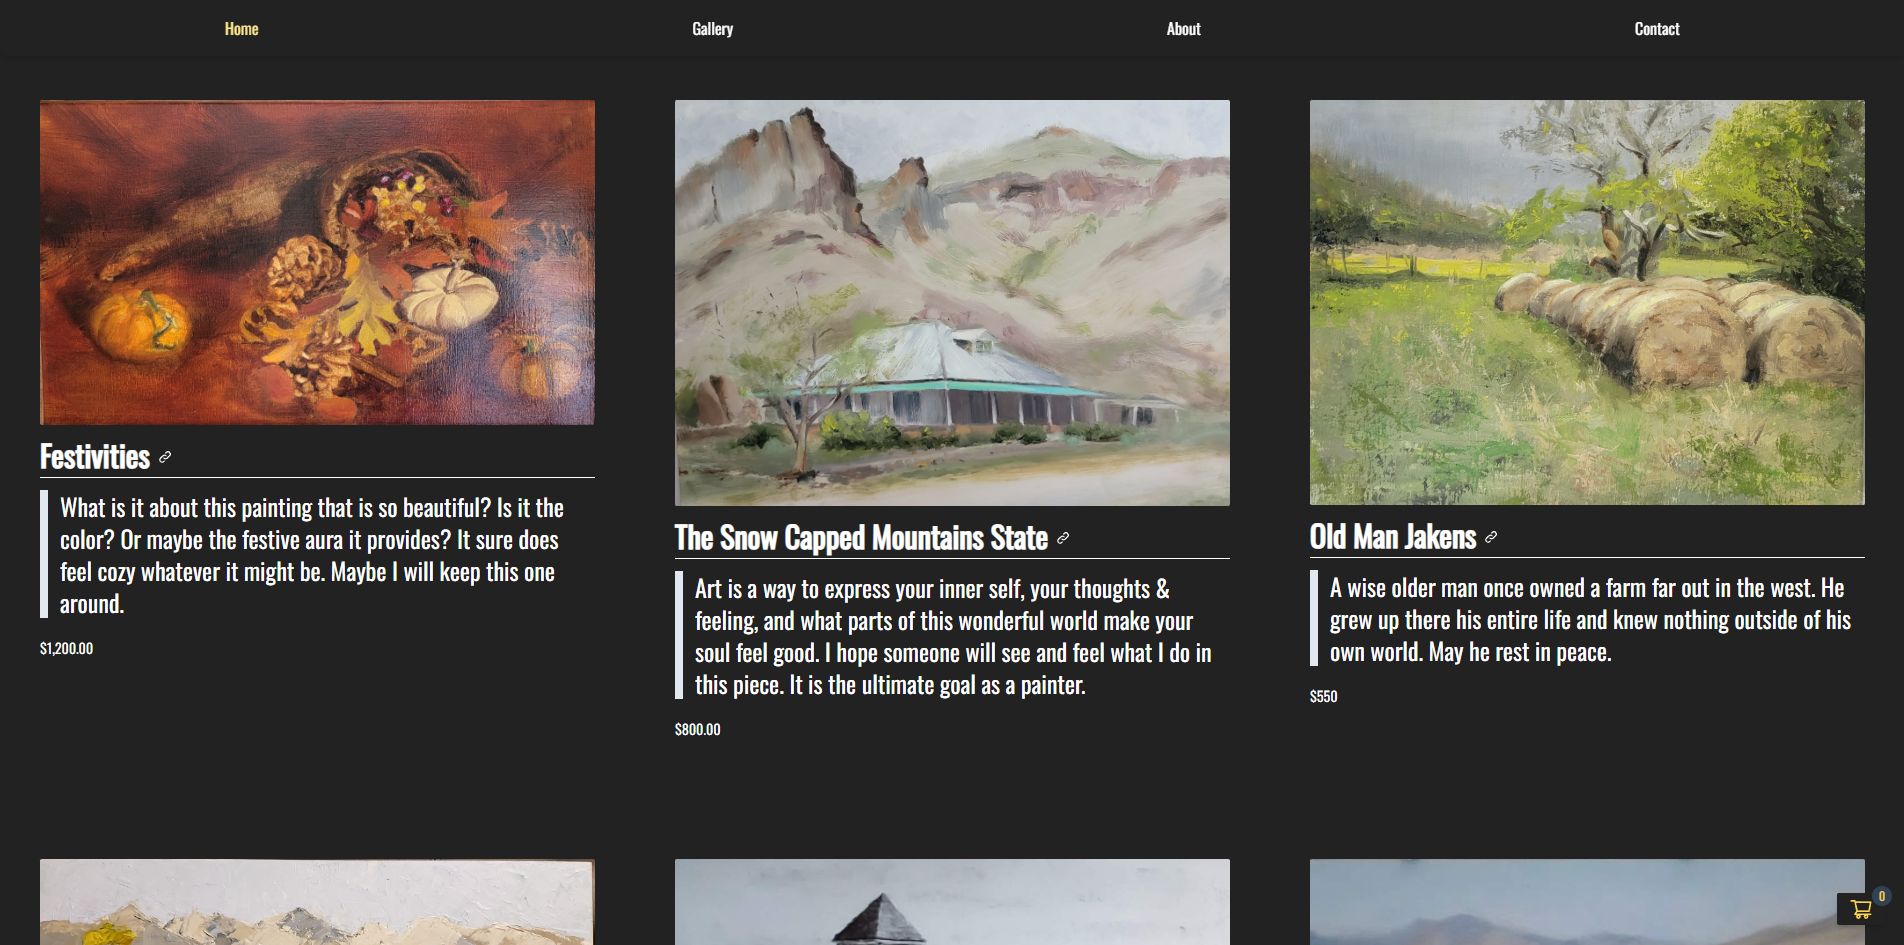 Home
Gallery
About
Contact
Festivities
What is it about this painting that is so beautiful? Is it the
color? Or maybe the festive aura it provides? It sure does
feel cozy whatever it might be. Maybe I will keep this one
around.
$1,200.00
The Snow Capped Mountains State
Art is a way to express your inner self, your thoughts &
feeling, and what parts of this wonderful world make your
soul feel good. I hope someone will see and feel what I do in
this piece. It is the ultimate goal as a painter.
$800.00
Old Man Jakens
A wise older man once owned a farm far out in the west. He
grew up there his entire life and knew nothing outside of his
own world. May he rest in peace.
$550
0